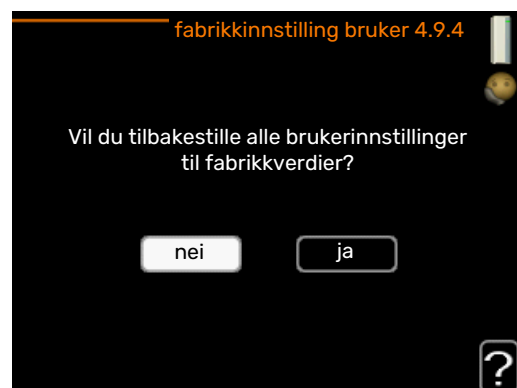 fabrikkinnstilling bruker 4.9.4
Vil du tilbakestille alle brukerinnstillinger
til fabrikkverdier?
nei
ja
?